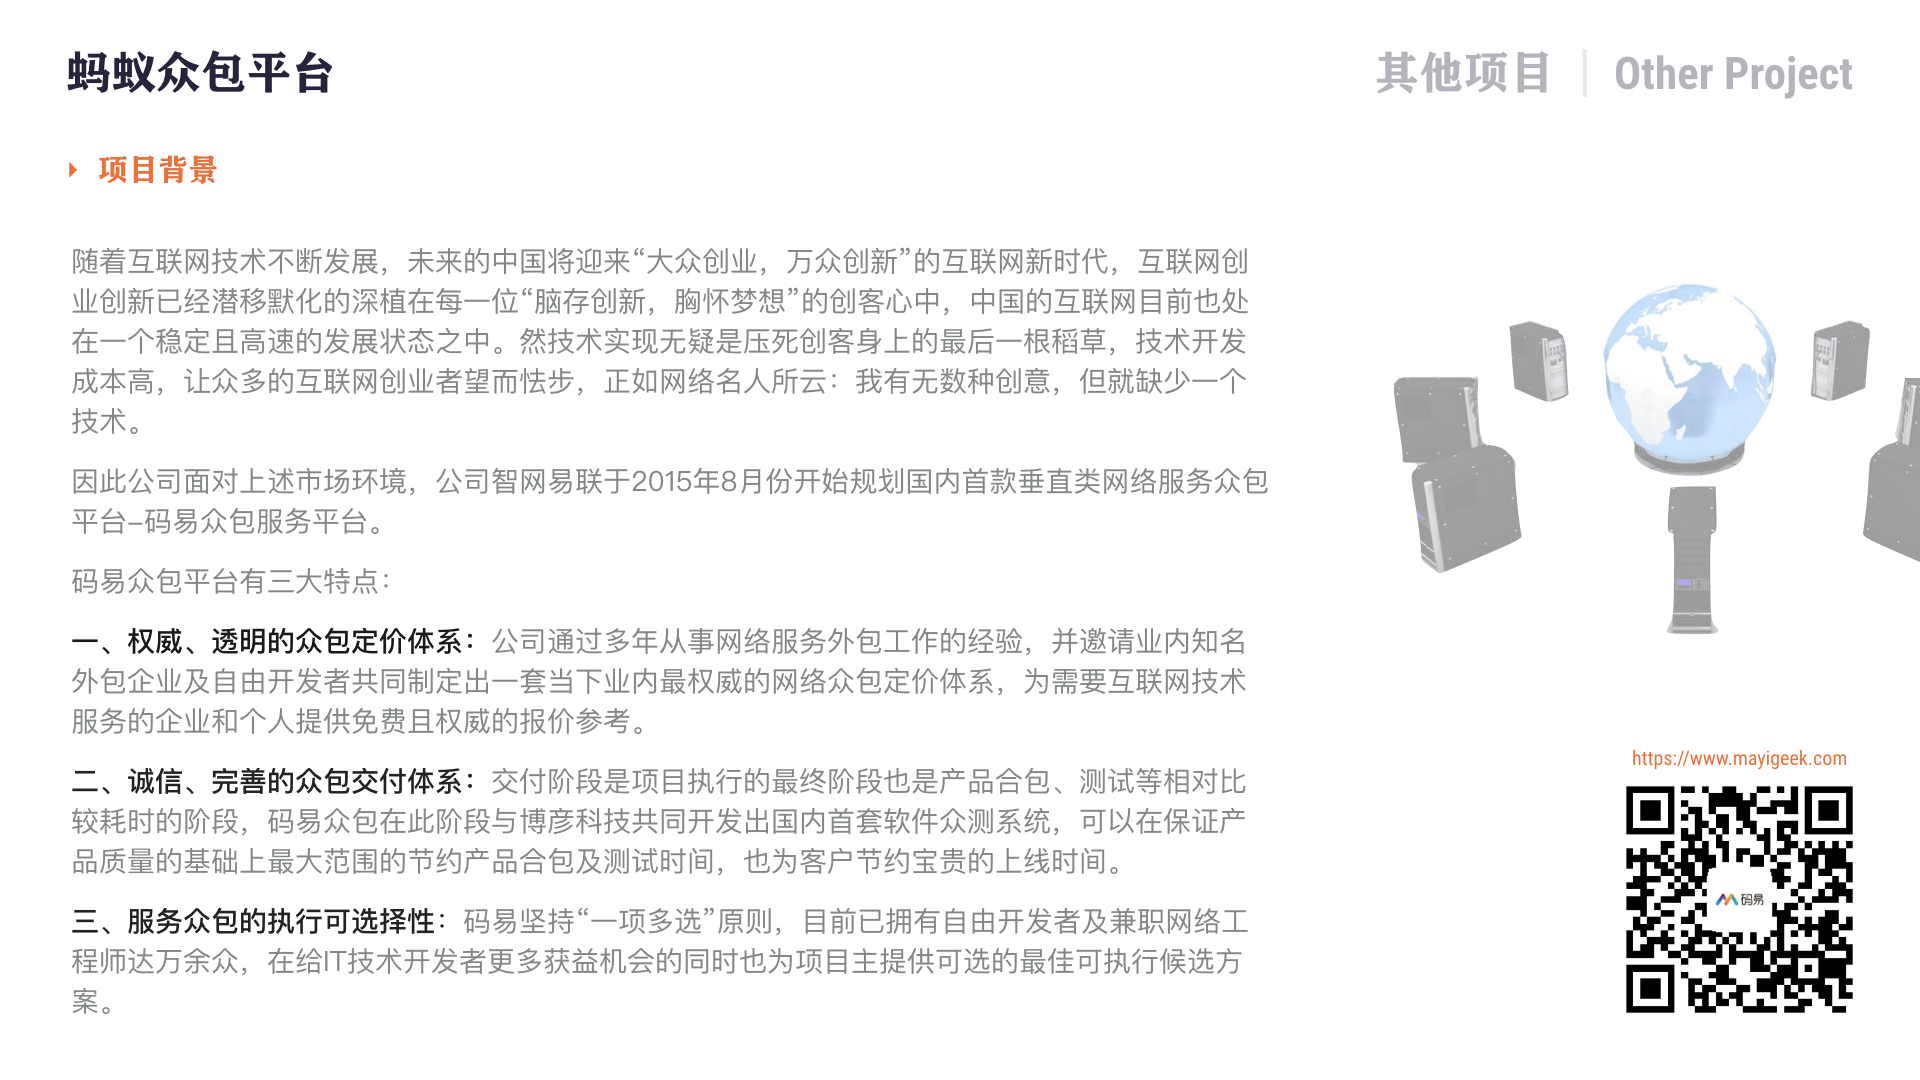 蚂蚁众包平台
其他项目 | Other Project
项目背景
随着互联网技术不断发展，未来的中国将迎来“大众创业，万众创新”的互联网新时代，互联网创
业创新已经潜移默化的深植在每一位“脑存创新，胸怀梦想”的创客心中，中国的互联网目前也处
在一个稳定且高速的发展状态之中。然技术实现无疑是压死创客身上的最后一根稻草，技术开发
成本高，让众多的互联网创业者望而怯步，正如网络名人所云：我有无数种创意，但就缺少一个
技术。
因此公司面对上述市场环境，公司智网易联于2015年8月份开始规划国内首款垂直类网络服务众包
平台–码易众包服务平台。
码易众包平台有三大特点：
一、权威、透明的众包定价体系：公司通过多年从事网络服务外包工作的经验，并邀请业内知名
外包企业及自由开发者共同制定出一套当下业内最权威的网络众包定价体系，为需要互联网技术
服务的企业和个人提供免费且权威的报价参考。
二、诚信、完善的众包交付体系：交付阶段是项目执行的最终阶段也是产品合包、测试等相对比
较耗时的阶段，码易众包在此阶段与博彦科技共同开发出国内首套软件众测系统，可以在保证产
品质量的基础上最大范围的节约产品合包及测试时间，也为客户节约宝贵的上线时间。
三、服务众包的执行可选择性：码易坚持“一项多选”原则，目前已拥有自由开发者及兼职网络工
程师达万余众，在给IT技术开发者更多获益机会的同时也为项目主提供可选的最佳可执行候选方
案。
https://www.mayigeek.com
码易